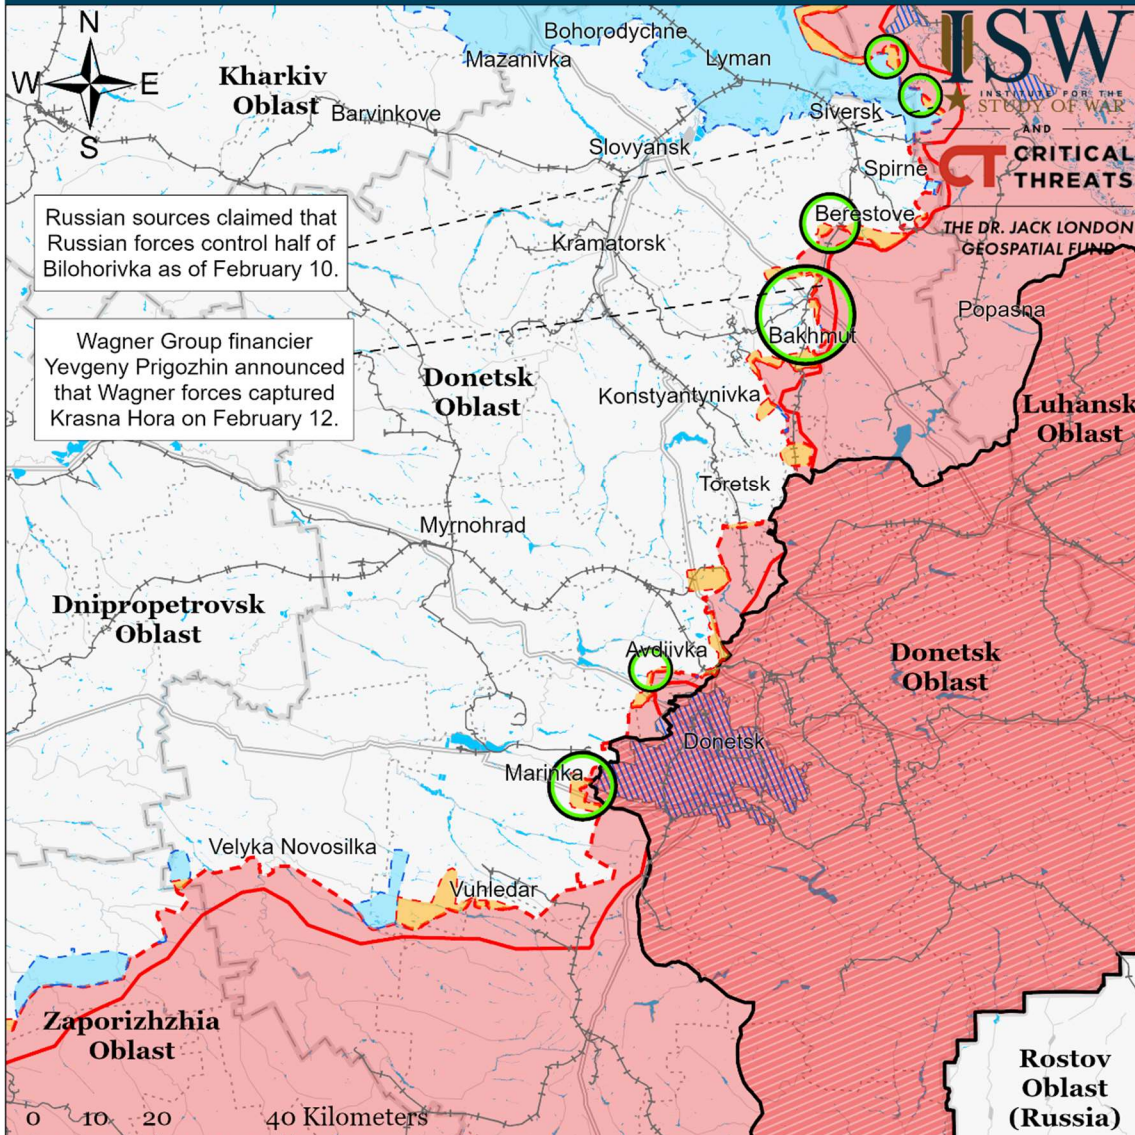 N
W E
S
Kharkiv
Oblast
Barvinkove
Bohorodychne
Mazanivka
Lyman
Siversk
Slovyansk
Spirne
ISW
INSTITUTE FOR THE
STUDY OF WAR
AND
CT CRITICAL
THREATS
THE DR. JACK LONDON
GEOSPATIAL FUND
Russian sources claimed that
Russian forces control half of
Bilohorivka as of February 10.
Berestove
Kramatorsk
Popasna
Bakhmut
Wagner Group financier
Yevgeny Prigozhin announced
that Wagner forces captured
Krasna Hora on February 12.
Donetsk
Oblast
Konstyantynivka
Luhansk
Oblast
Toretsk
Myrnohrad
Dnipropetrovsk
Oblast
Avdiivka
Donetsk
Oblast
Donetsk
Marinka
Velyka Novosilka
Vuhledar
Zaporizhzhia
Oblast
Rostov
Oblast
(Russia)
0 10 20 40 Kilometers